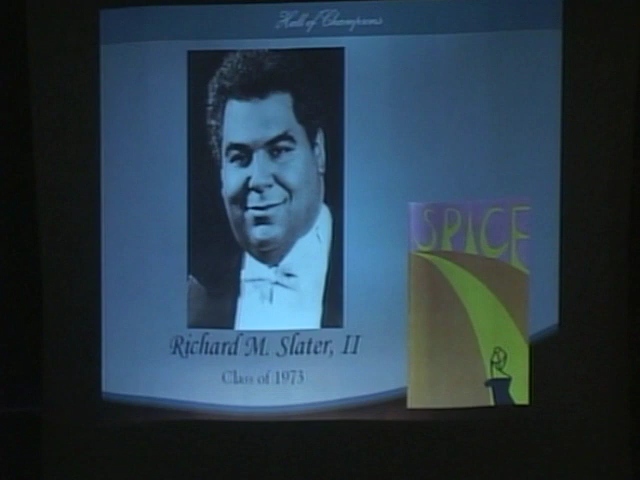 Hall of Champions
SPICE
Richard M. Slater, II
Class of 1973